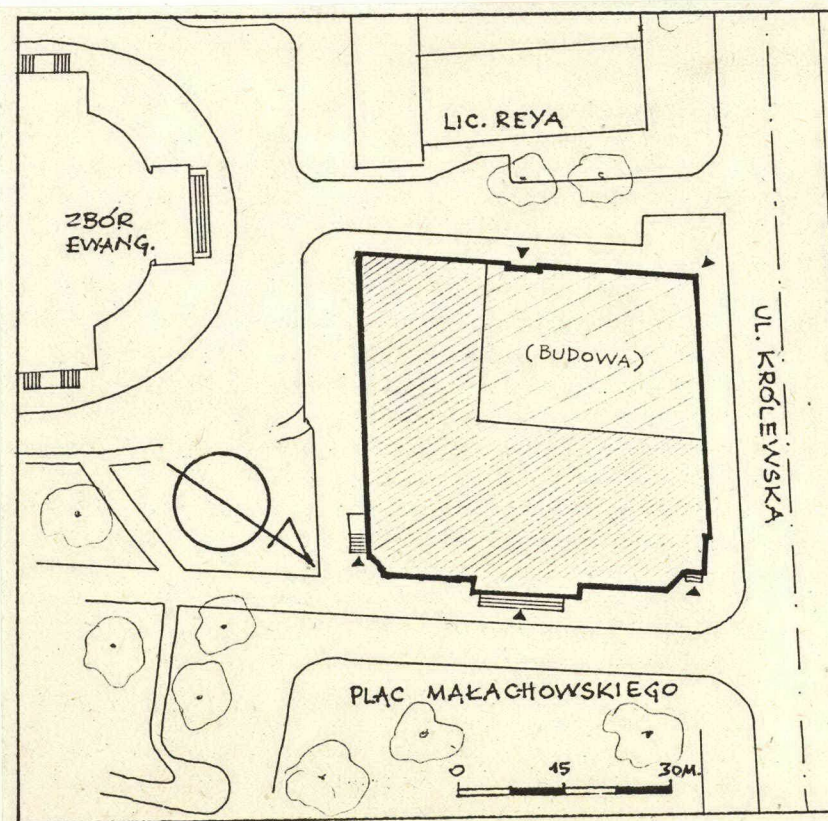 LIC. REYA
ZBÓR
EWANG.
(BUDOWA)
UL. KRÓLEWSKA
PLAC MAŁACHOWSKIEGO
0 15 30M.